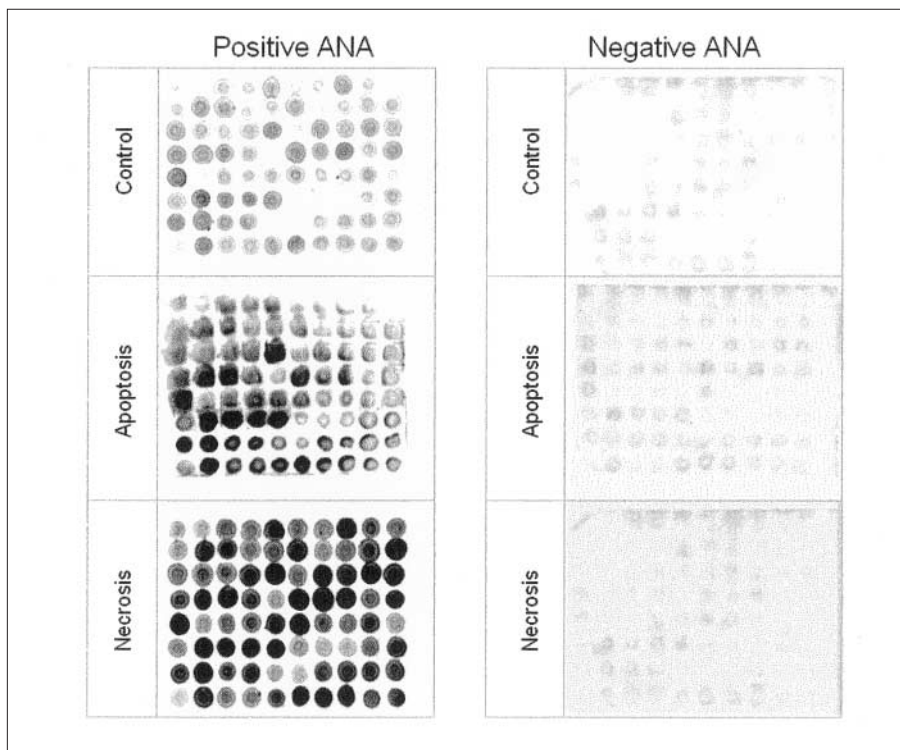 Positive ANA
Negative ANA
Control
Control
Apoptosis
Apoptosis
Necrosis
Necrosis